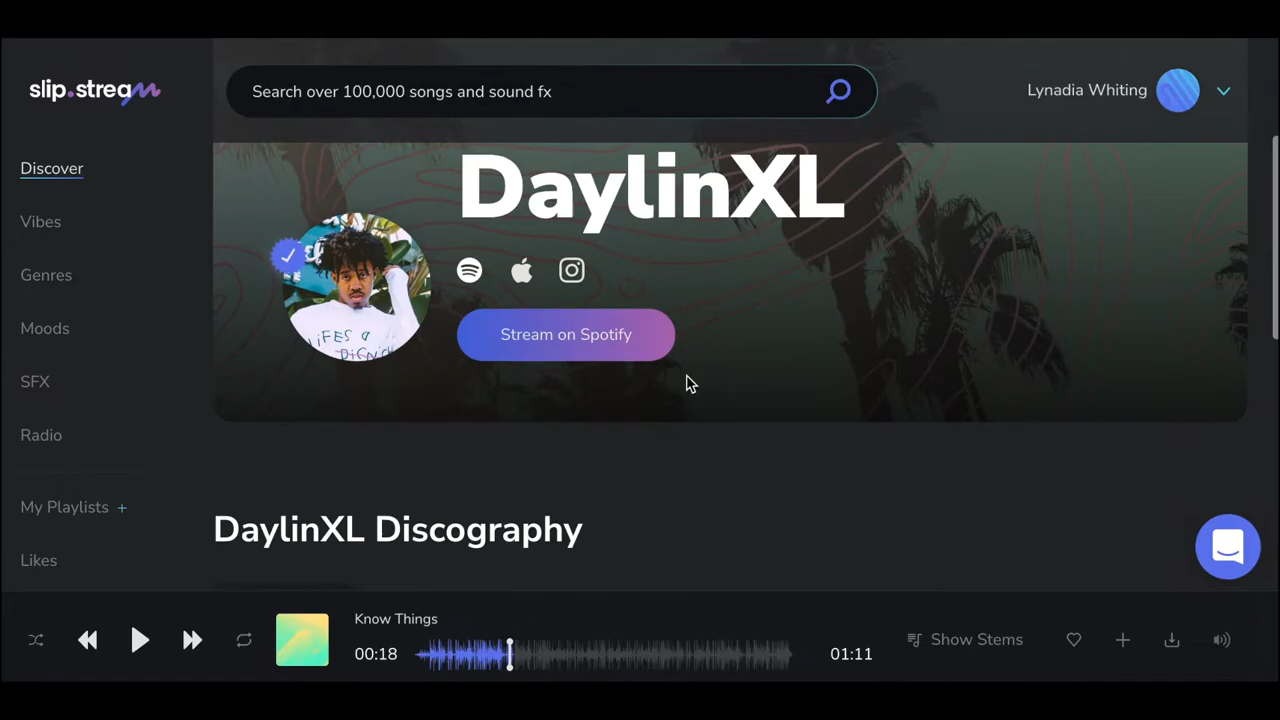 slip.stream
Search over 100,000 songs and sound fx
Lynadia Whiting
Discover
Vibes
Genres
Moods
SFX
Radio
My Playlists +
Likes
DaylinXL
LIFES A
Stream on Spotify
DaylinXL Discography
Know Things
00:18
01:11
Show Stems